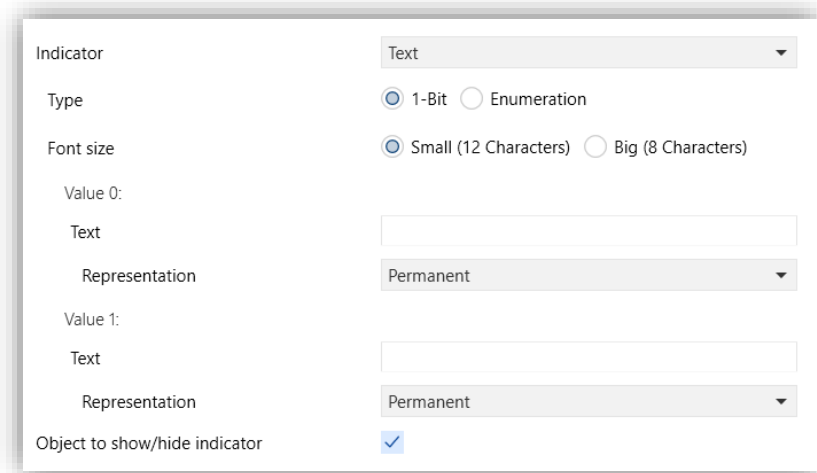 Indicator Text
Type 1-Bit Enumeration
Font size Small (12 Characters) Big (8 Characters)
Value 0:
Text
Representation Permanent
Value 1:
Text
Representation Permanent
Object to show/hide indicator